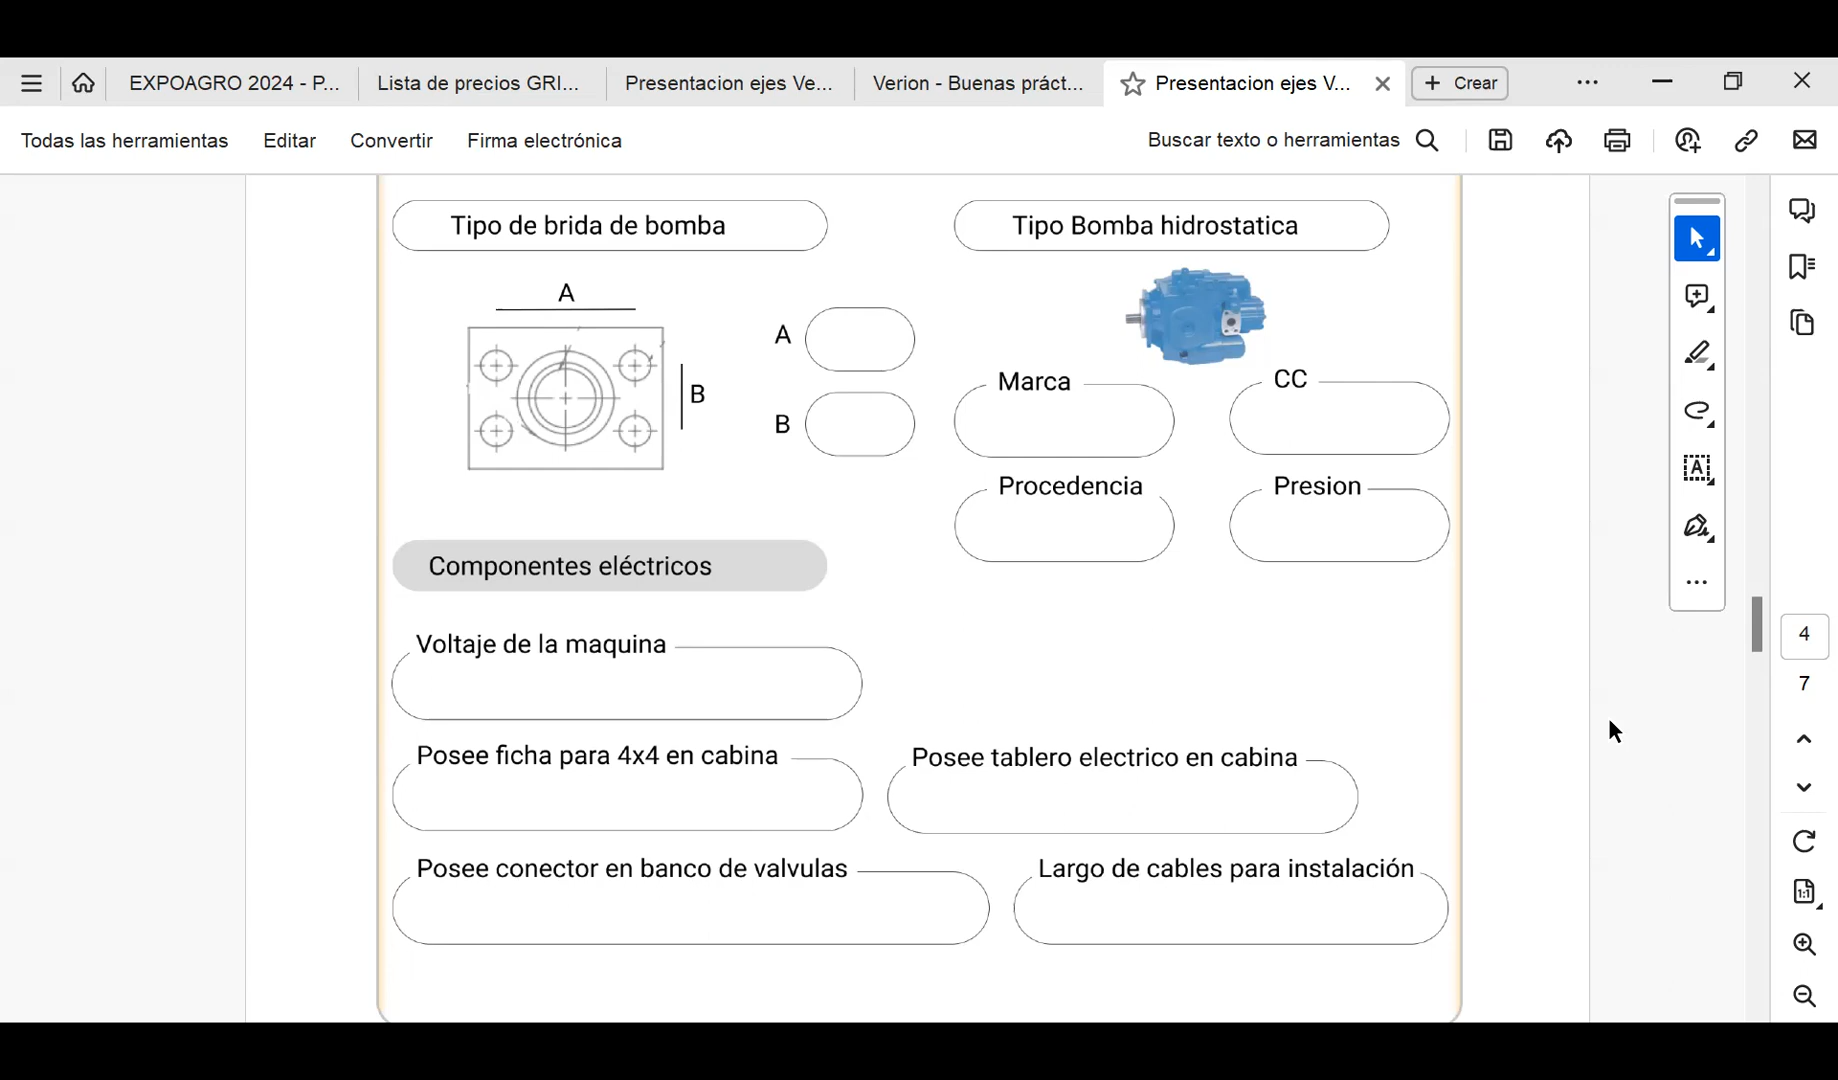 EXPOAGRO 2024 - P...
Lista de precios GRI...
Presentacion ejes Ve...
Verion - Buenas práct...
Presentacion ejes V...
Crear
Todas las herramientas
Editar
Convertir
Firma electrónica
Buscar texto o herramientas
Tipo de brida de bomba
Tipo Bomba hidrostatica
A
B
A
B
Marca
CC
Procedencia
Presion
Componentes eléctricos
Voltaje de la maquina
Posee ficha para 4x4 en cabina
Posee tablero electrico en cabina
Posee conector en banco de valvulas
Largo de cables para instalación
4
7